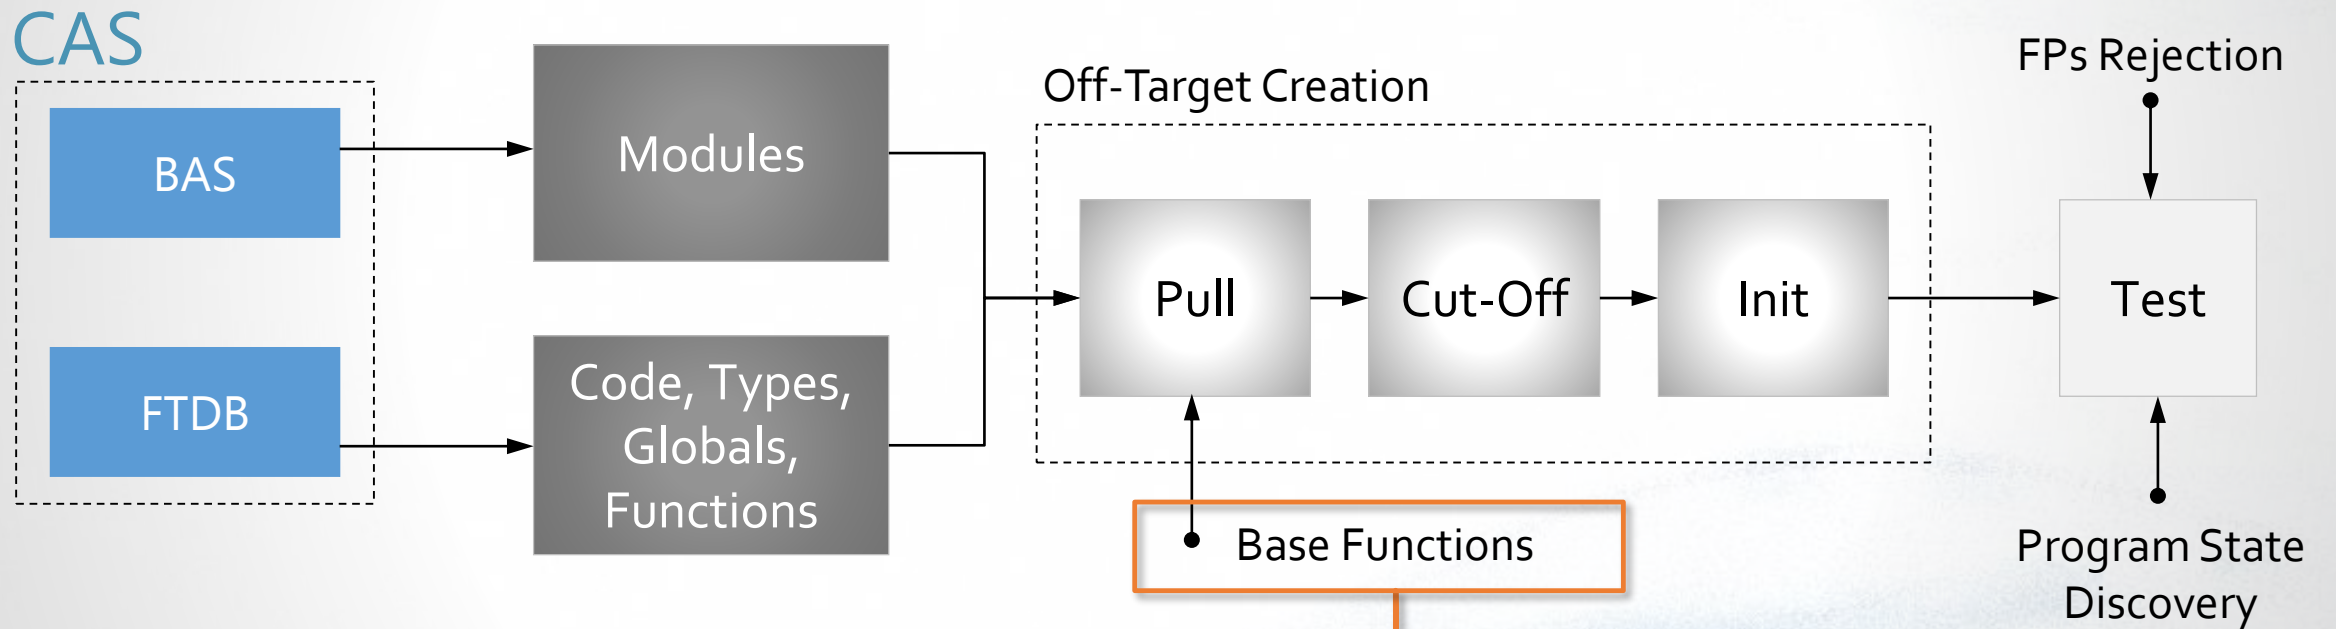 CAS
BAS
FTDB
Modules
Code, Types,
Globals,
Functions
Off-Target Creation
Pull
Cut-Off
Init
Base Functions
FPs Rejection
Test
Program State
Discovery